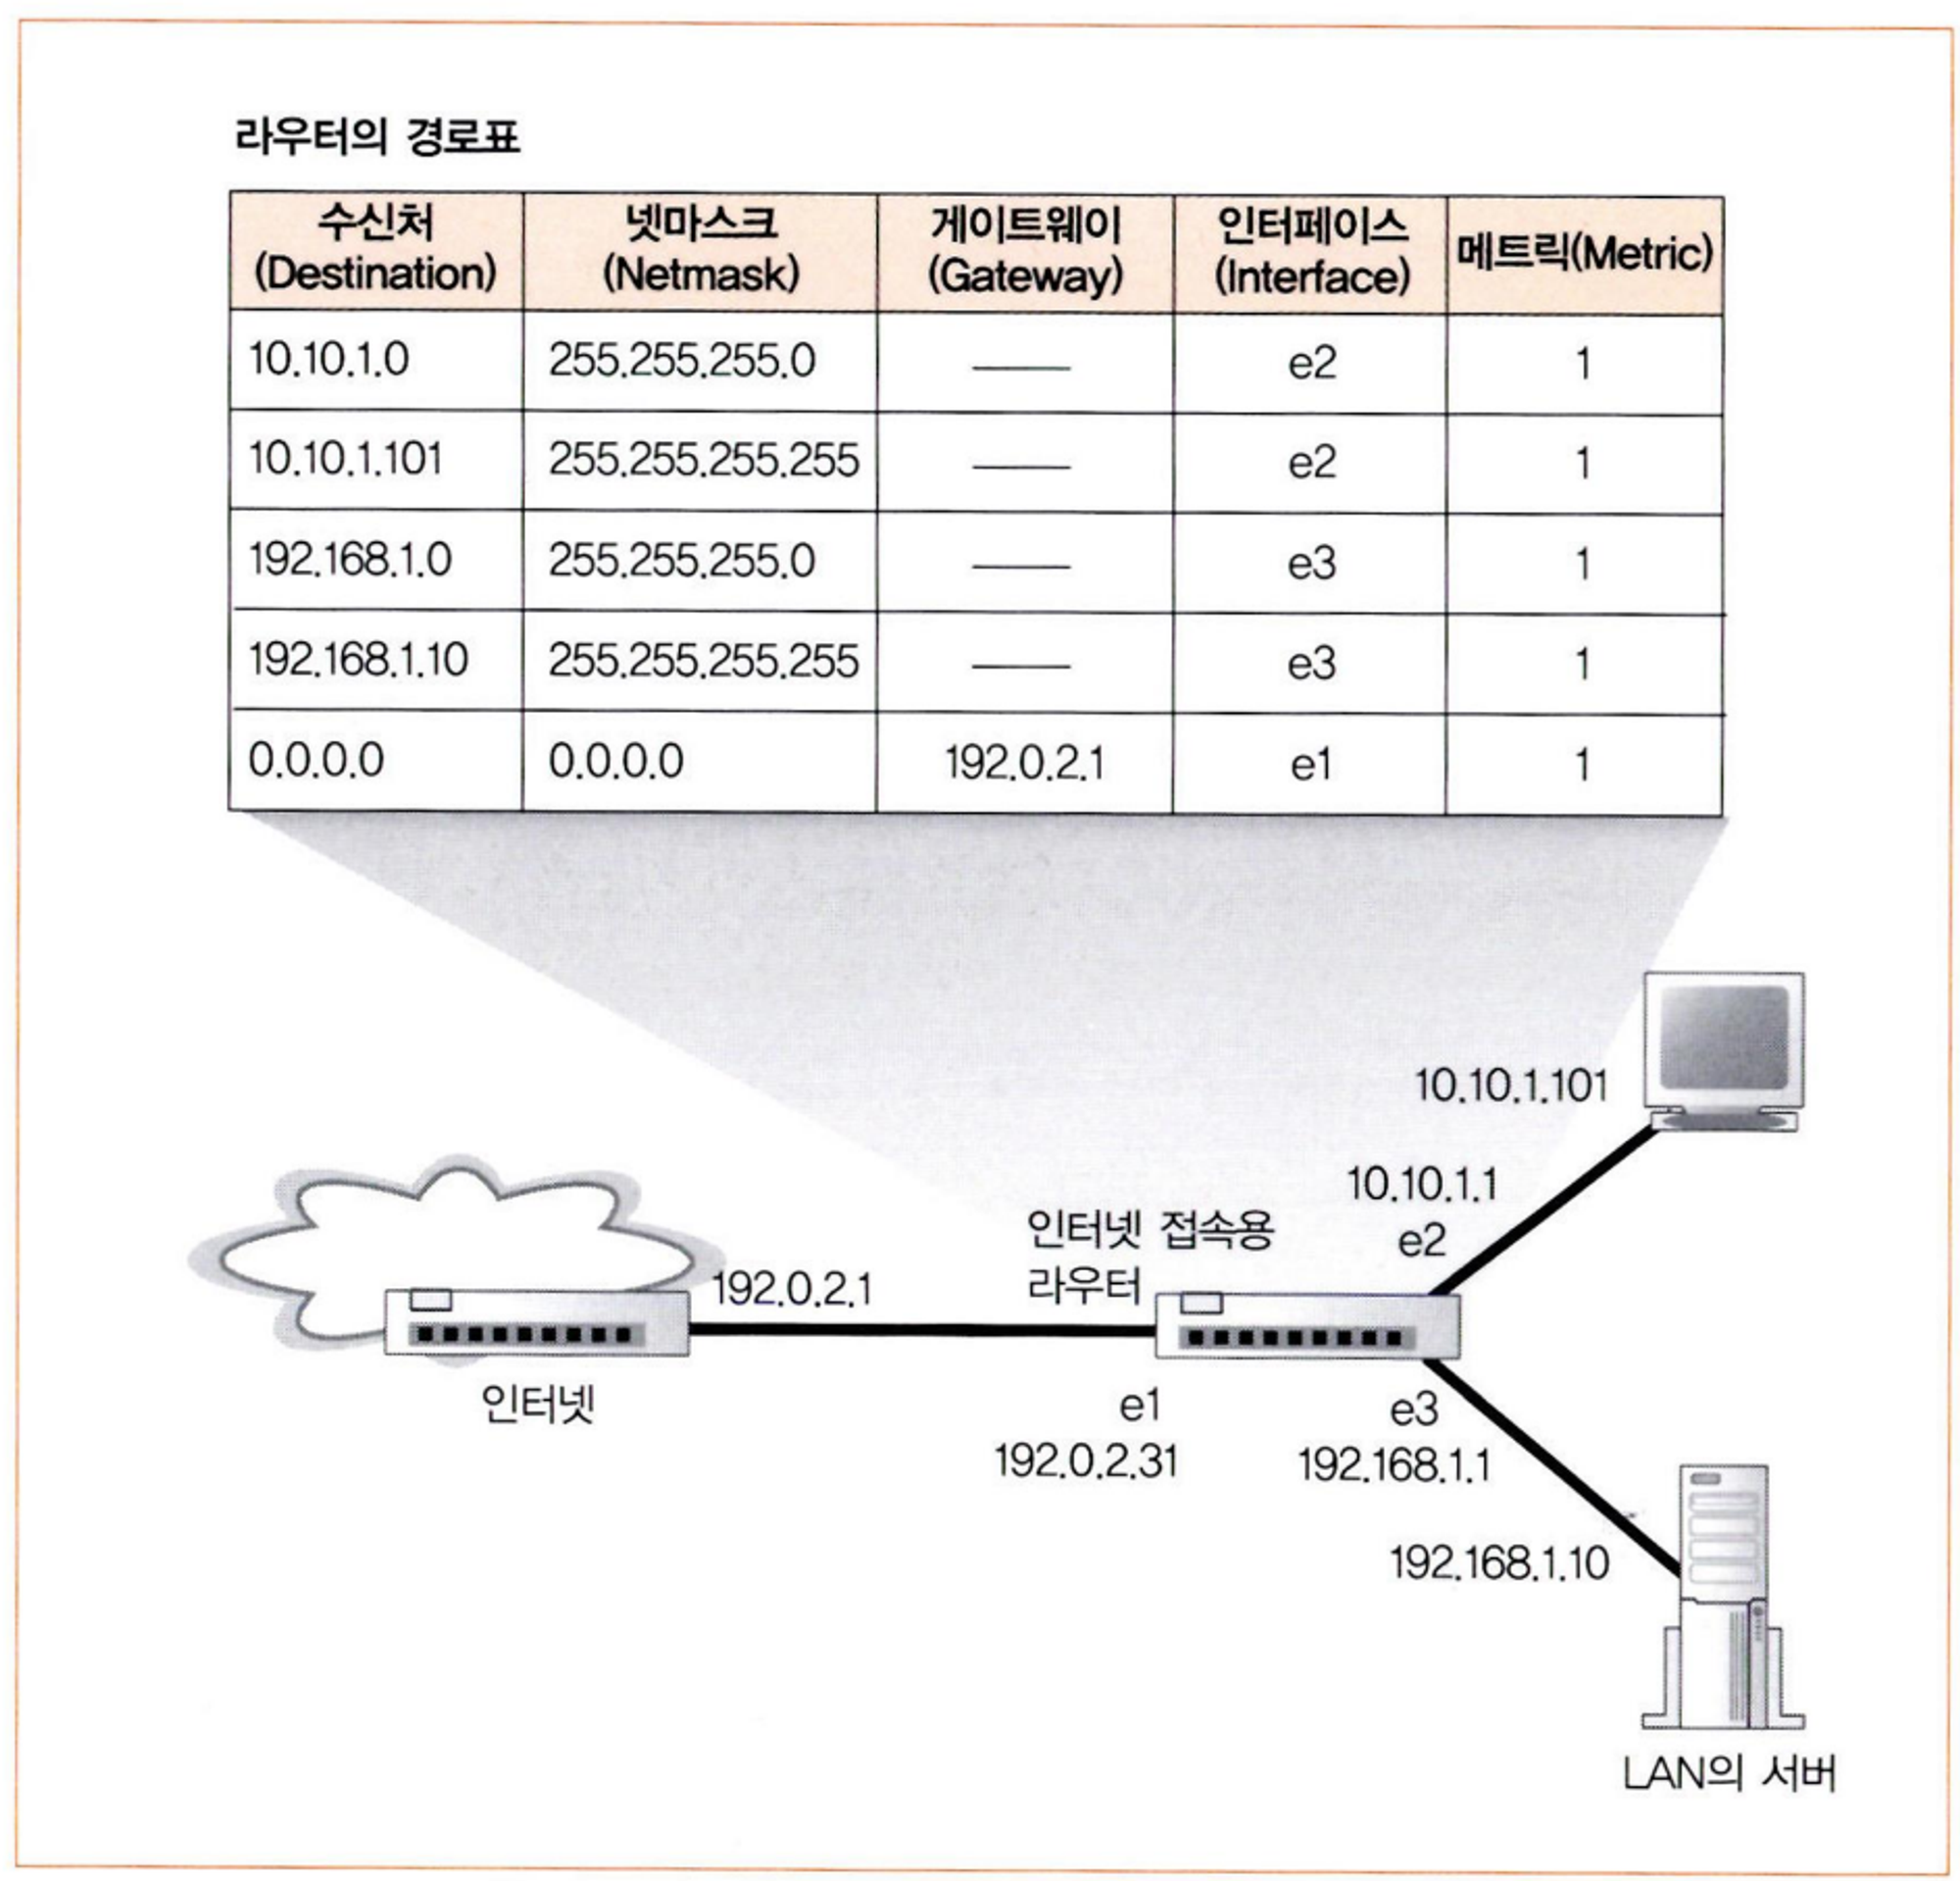 라우터의 경로표
수신처 (Destination) 넷마스크 (Netmask) 게이트웨이 (Gateway) 인터페이스 (Interface) 메트릭(Metric)
10.10.1.0 255.255.255.0 —— e2 1
10.10.1.101 255.255.255.255 —— e2 1
192.168.1.0 255.255.255.0 —— e3 1
192.168.1.10 255.255.255.255 —— e3 1
0.0.0.0 0.0.0.0 192.0.2.1 e1 1
10.10.1.101
10.10.1.1
e2
인터넷 접속용
라우터
192.0.2.1
인터넷
e1
192.0.2.31
e3
192.168.1.1
192.168.1.10
LAN의 서버